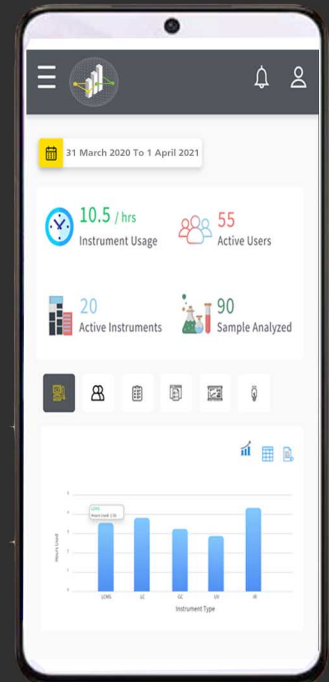 31 March 2020 To 1 April 2021
10.5 / hrs
Instrument Usage
55
Active Users
20
Active Instruments
90
Sample Analyzed
LCMS
LC
GC
UV
IR
Instrument Type